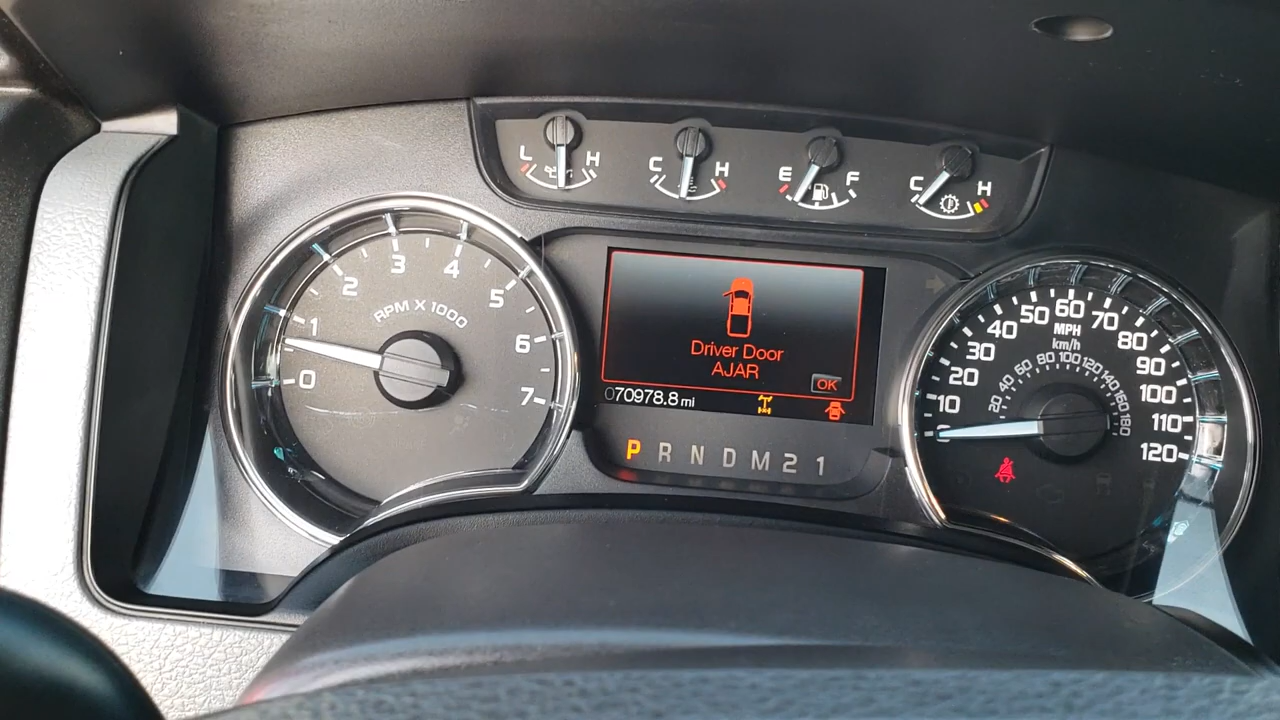 L H
C H
E F
C H
0 1 2 3 4 5 6 7
RPM X 1000
Driver Door
AJAR
OK
070978.8 mi
P R N D M 2 1
0 10 20 30 40 50 60 70 80 90 100 110 120
MPH
km/h
20 40 60 80 100 120 140 160 180